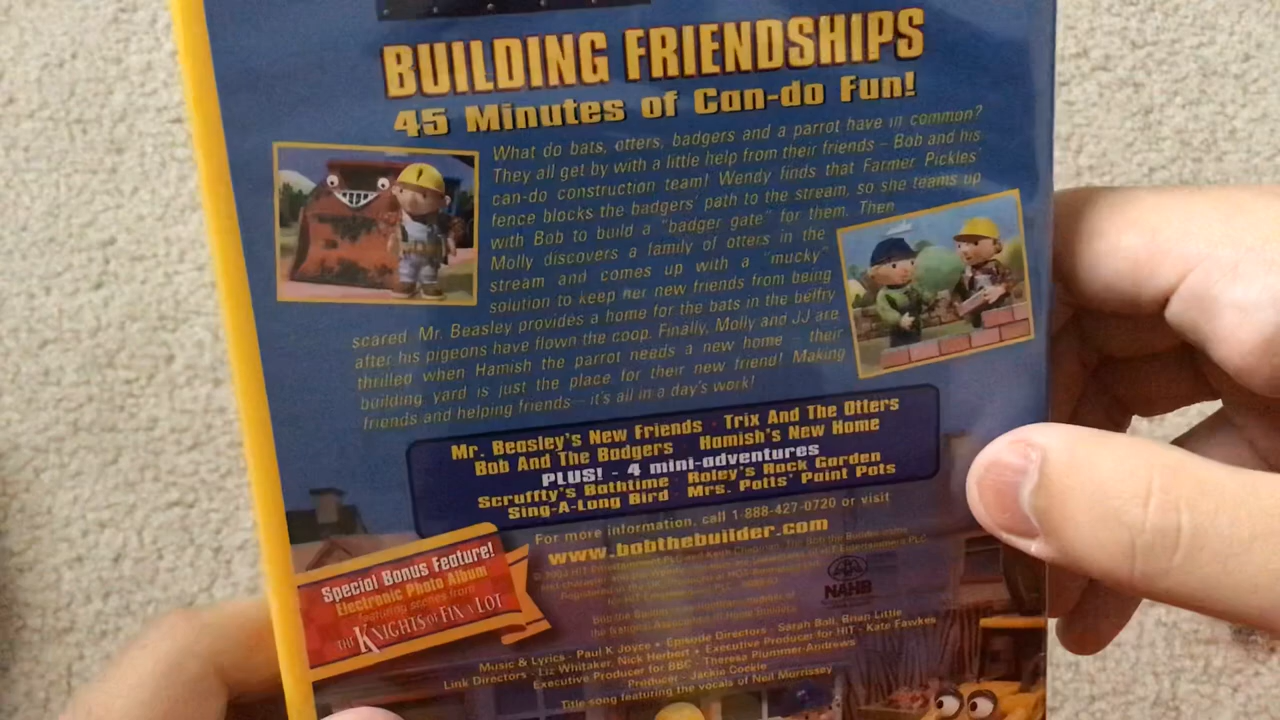 BUILDING FRIENDSHIPS
45 Minutes of Can-do Fun!
What do bats, otters, badgers and a parrot have in common?
They all get by with a little help from their friends – Bob and his
can-do construction team! Wendy finds that Farmer Pickles'
fence blocks the badgers' path to the stream, so she teams up
with Bob to build a "badger gate" for them. Then
Molly discovers a family of otters in the
stream and comes up with a "mucky"
solution to keep her new friends from being
scared. Mr. Beasley provides a home for the bats in the belfry
after his pigeons have flown the coop. Finally, Molly and JJ are
thrilled when Hamish the parrot needs a new home – their
building yard is just the place for their new friend! Making
friends and helping friends – it's all in a day's work!
Mr. Beasley's New Friends · Trix And The Otters
Bob And The Badgers · Hamish's New Home
PLUS! - 4 mini-adventures
Scruffty's Bathtime · Roley's Rock Garden
Sing-A-Long Bird · Mrs. Potts' Paint Pots
For more information, call 1-888-427-0720 or visit
www.bobthebuilder.com
Special Bonus Feature!
Electronic Photo Album
featuring scenes from
THE KNIGHTS OF FIX A LOT
NAHB
Music & Lyrics - Paul K Joyce • Episode Directors - Sarah Ball, Brian Little
Link Directors - Liz Whitaker, Nick Herbert • Executive Producer for HIT - Kate Fawkes
Executive Producer for BBC - Theresa Plummer-Andrews
Producer - Jackie Cockle
Title song featuring the vocals of Neil Morrissey